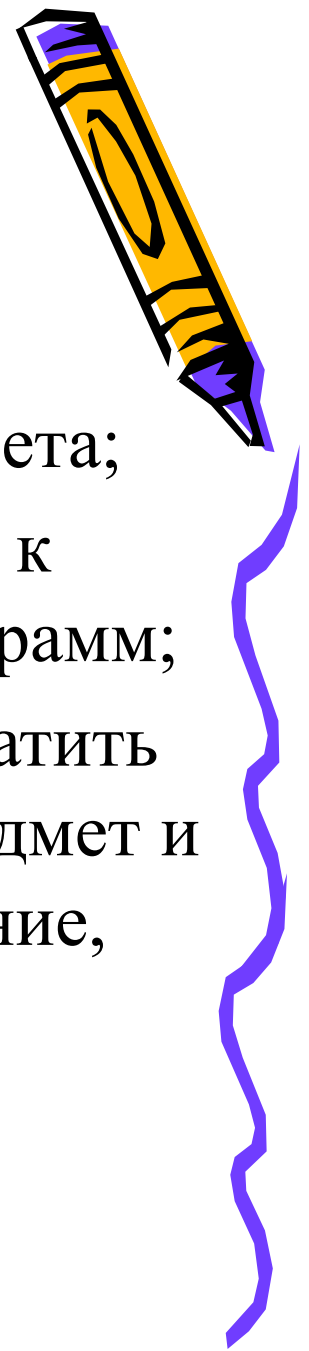 ета;
к
рамм;
атить
дмет и
ние,